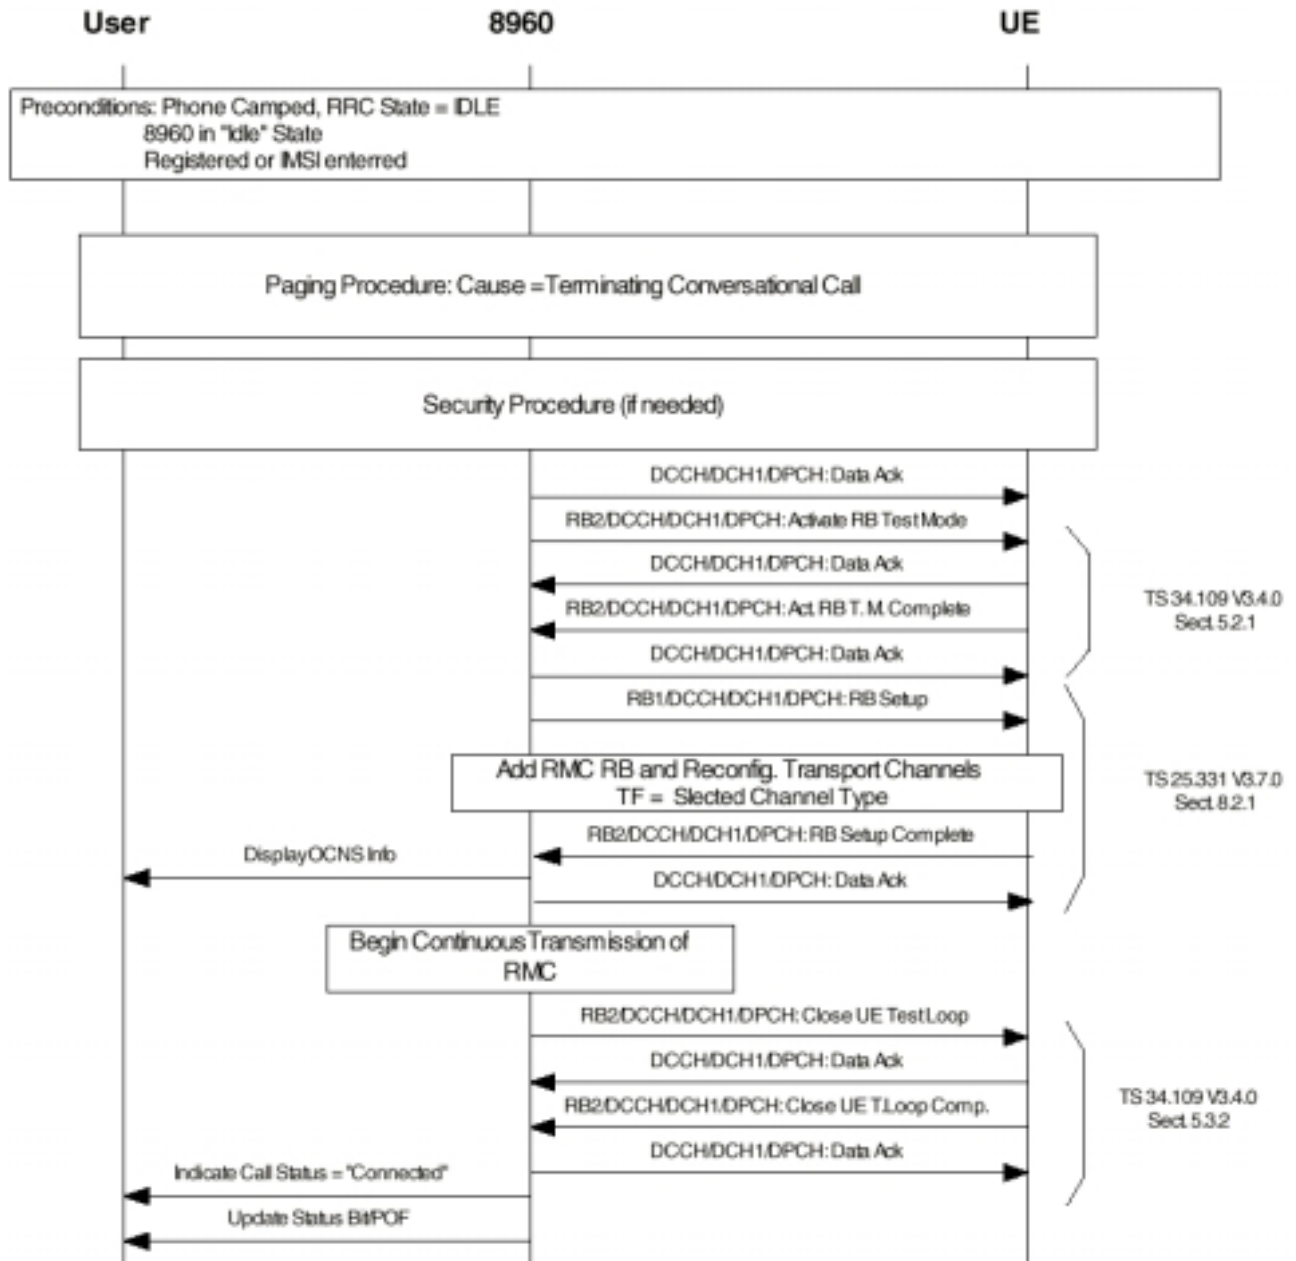 User
8960
UE
Preconditions: Phone Camped, RRC State = IDLE
8960 in "Idle" State
Registered or IMSI enterred
Paging Procedure: Cause =Terminating Conversational Call
Security Procedure (if needed)
DCCH/DCH1/DPCH: Data Ack
RB2/DCCH/DCH1/DPCH: Activate RB Test Mode
DCCH/DCH1/DPCH: Data Ack
RB2/DCCH/DCH1/DPCH: Act. RB T. M. Complete
TS 34.109 V3.4.0
Sect. 5.2.1
DCCH/DCH1/DPCH: Data Ack
RB1/DCCH/DCH1/DPCH: RB Setup
Add RMC RB and Reconfig. Transport Channels
TF = Slected Channel Type
TS 25.331 V3.7.0
Sect. 8.2.1
RB2/DCCH/DCH1/DPCH: RB Setup Complete
Display OCNS Info
DCCH/DCH1/DPCH: Data Ack
Begin Continuous Transmission of
RMC
RB2/DCCH/DCH1/DPCH: Close UE Test Loop
DCCH/DCH1/DPCH: Data Ack
RB2/DCCH/DCH1/DPCH: Close UE T.Loop Comp.
TS 34.109 V3.4.0
Sect. 5.3.2
DCCH/DCH1/DPCH: Data Ack
Indicate Call Status = "Connected"
Update Status Bit/POF